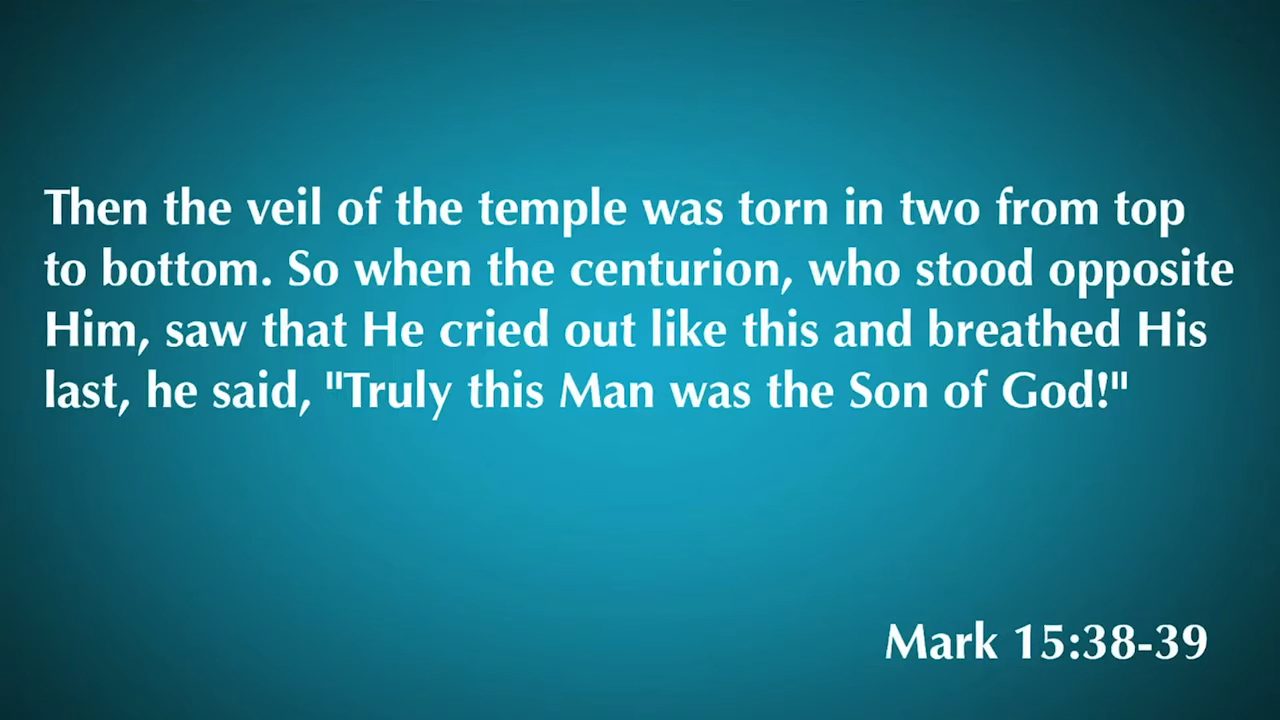 Then the veil of the temple was torn in two from top
to bottom. So when the centurion, who stood opposite
Him, saw that He cried out like this and breathed His
last, he said, "Truly this Man was the Son of God!"
Mark 15:38-39